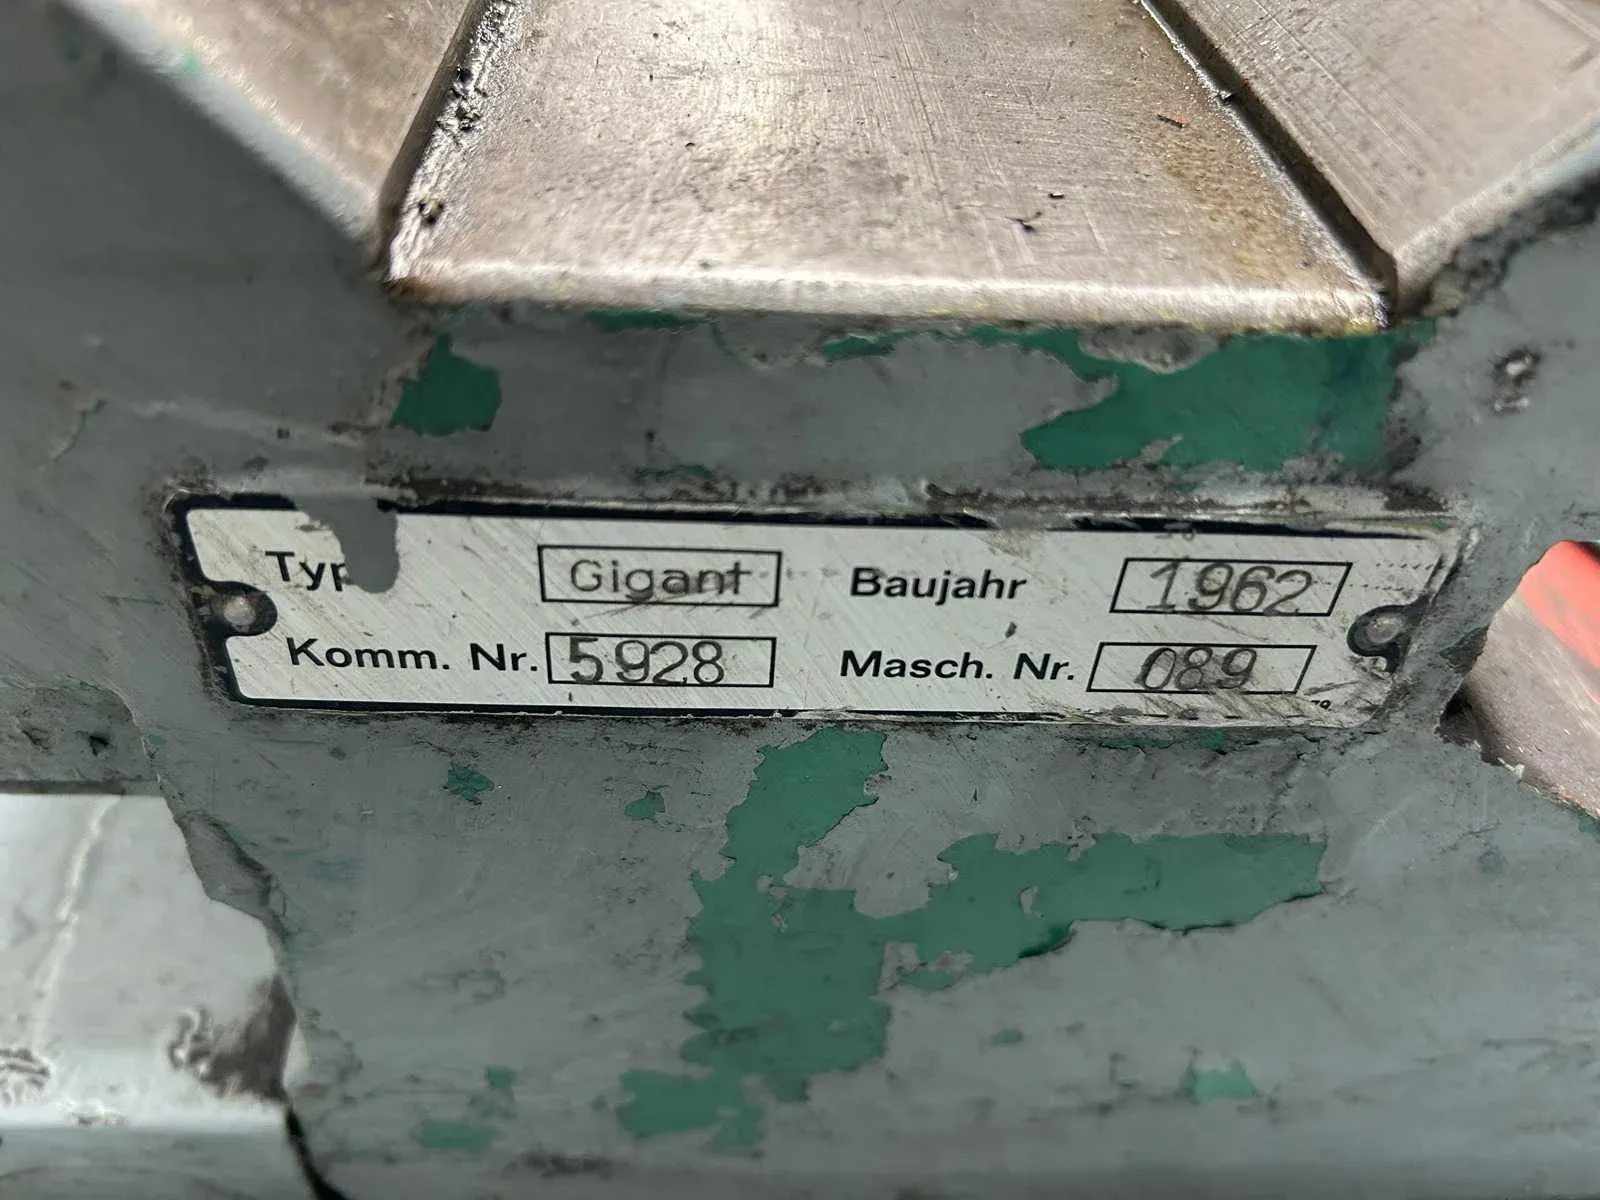 Typ Gigant Baujahr 1962
Komm. Nr. 5928 Masch. Nr. 089